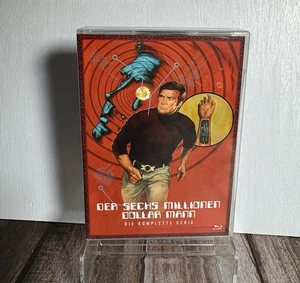 DER SECHS MILLIONEN
DOLLAR MANN
DIE KOMPLETTE SERIE